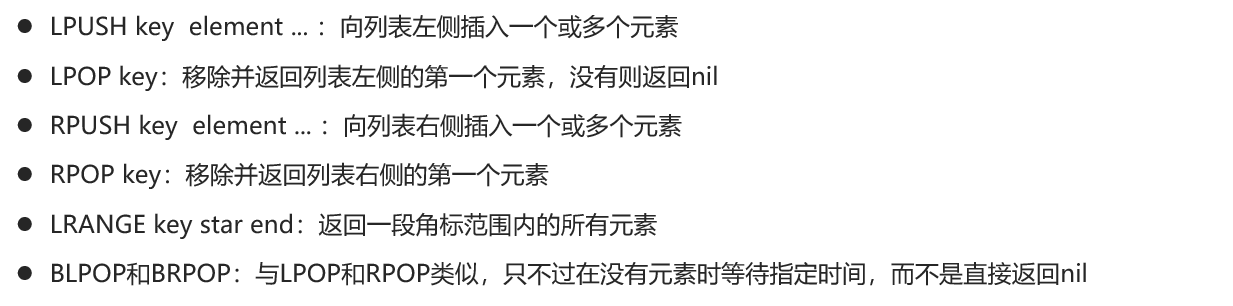 ● LPUSH key  element ... ：向列表左侧插入一个或多个元素
● LPOP key：移除并返回列表左侧的第一个元素，没有则返回nil
● RPUSH key  element ... ：向列表右侧插入一个或多个元素
● RPOP key：移除并返回列表右侧的第一个元素
● LRANGE key star end：返回一段角标范围内的所有元素
● BLPOP和BRPOP：与LPOP和RPOP类似，只不过在没有元素时等待指定时间，而不是直接返回nil